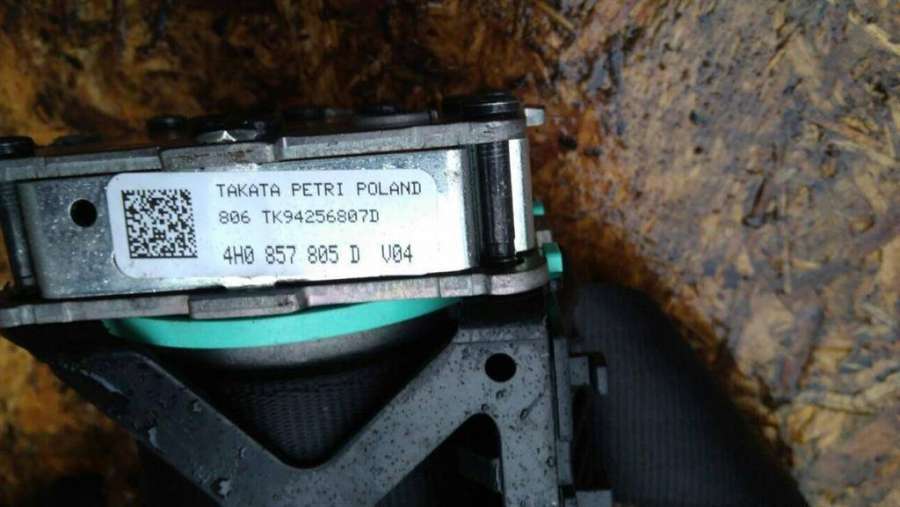 TAKATA PETRI POLAND
806 TK94256807D
4H0 857 805 D V04